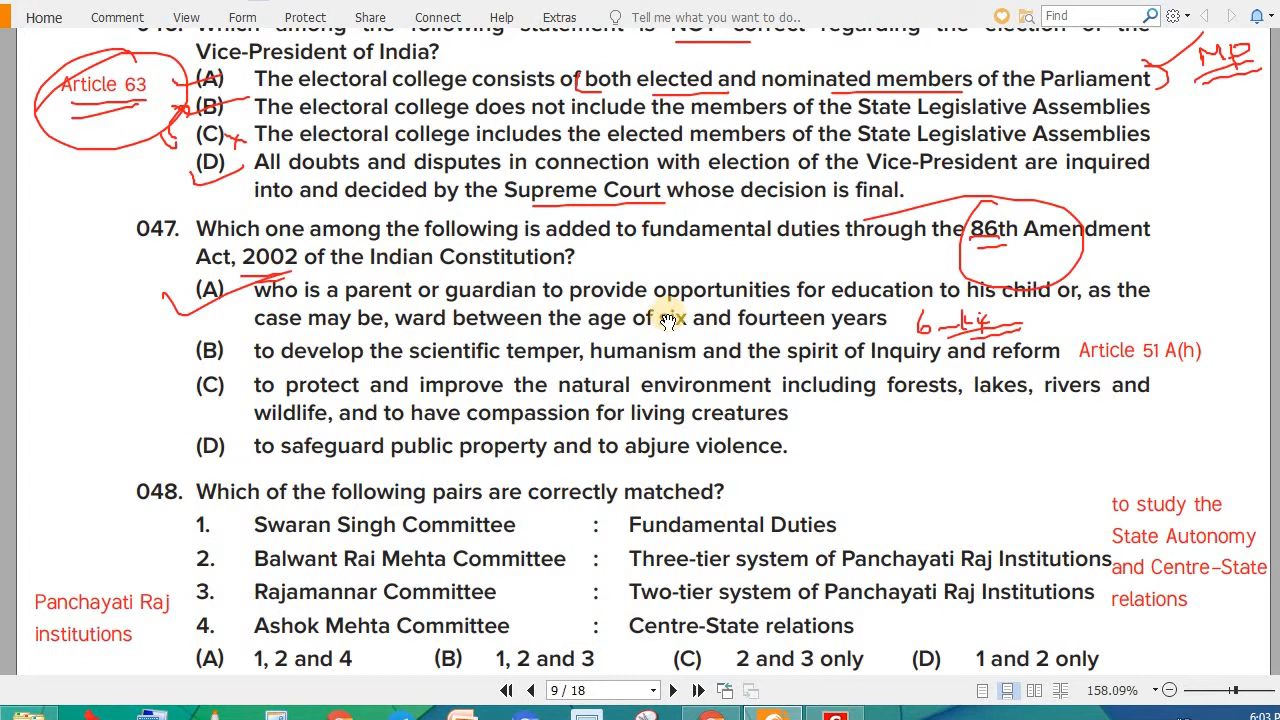 Home Comment View Form Protect Share Connect Help Extras Tell me what you want to do.. Find
Which among the following statement is NOT correct regarding the election of the
Vice-President of India?
Article 63
MP
(A) The electoral college consists of both elected and nominated members of the Parliament
(B) The electoral college does not include the members of the State Legislative Assemblies
(C) The electoral college includes the elected members of the State Legislative Assemblies
(D) All doubts and disputes in connection with election of the Vice-President are inquired
into and decided by the Supreme Court whose decision is final.
047. Which one among the following is added to fundamental duties through the 86th Amendment
Act, 2002 of the Indian Constitution?
(A) who is a parent or guardian to provide opportunities for education to his child or, as the
case may be, ward between the age of six and fourteen years
6-14
(B) to develop the scientific temper, humanism and the spirit of Inquiry and reform Article 51 A(h)
(C) to protect and improve the natural environment including forests, lakes, rivers and
wildlife, and to have compassion for living creatures
(D) to safeguard public property and to abjure violence.
048. Which of the following pairs are correctly matched?
1. Swaran Singh Committee : Fundamental Duties
2. Balwant Rai Mehta Committee : Three-tier system of Panchayati Raj Institutions
3. Rajamannar Committee : Two-tier system of Panchayati Raj Institutions
4. Ashok Mehta Committee : Centre-State relations
to study the
State Autonomy
and Centre-State
relations
Panchayati Raj
institutions
(A) 1, 2 and 4 (B) 1, 2 and 3 (C) 2 and 3 only (D) 1 and 2 only
9 / 18 158.09%
6:03 P